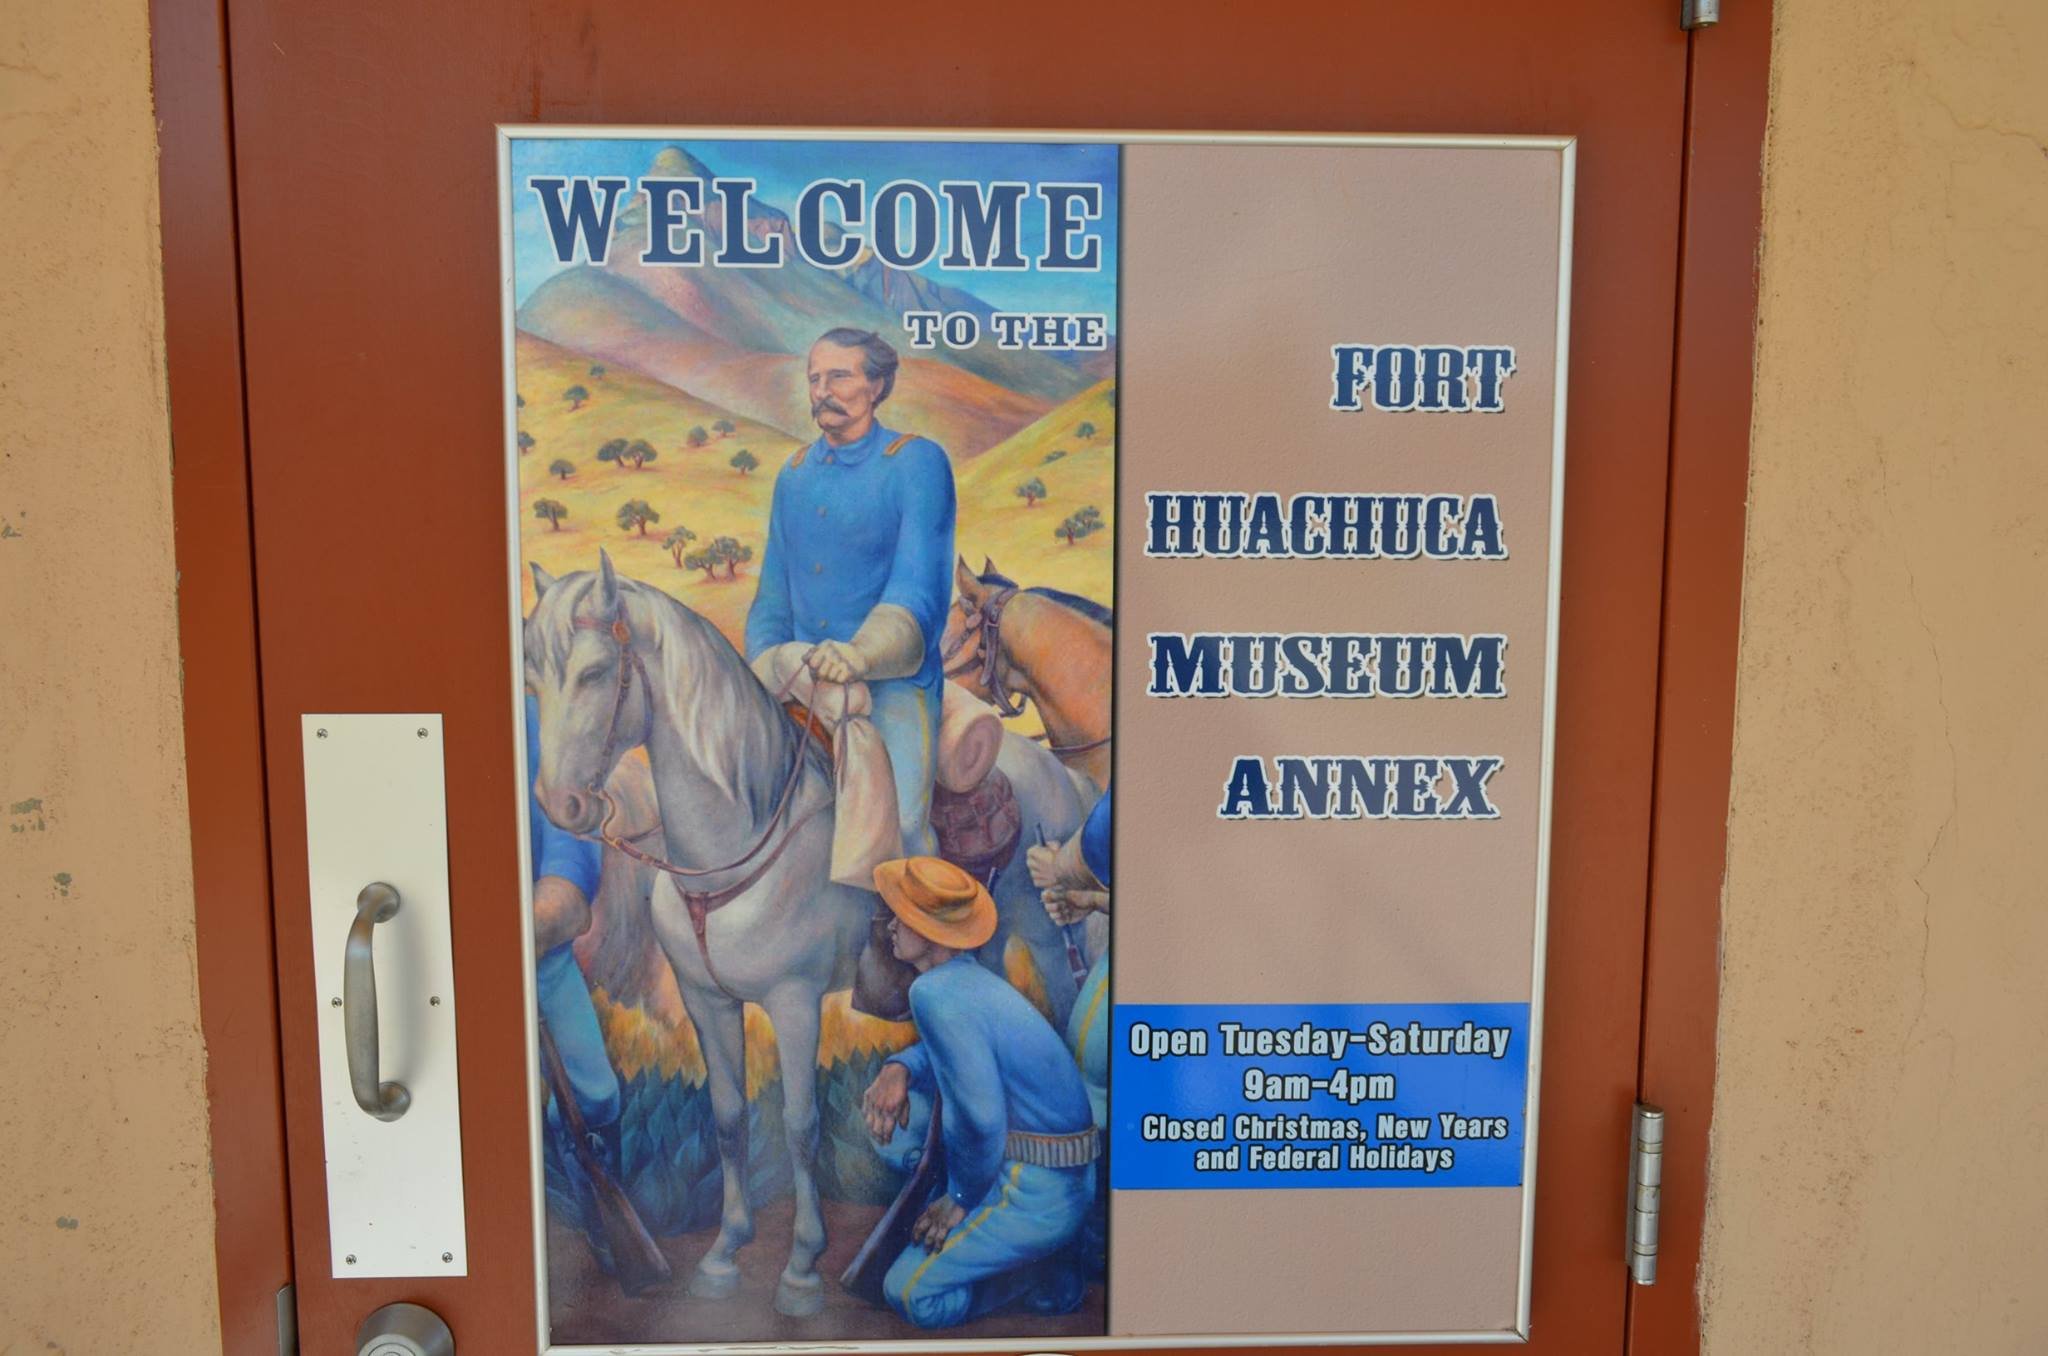 WELCOME
TO THE
FORT
HUACHUCA
MUSEUM
ANNEX
Open Tuesday-Saturday
9am-4pm
Closed Christmas, New Years
and Federal Holidays